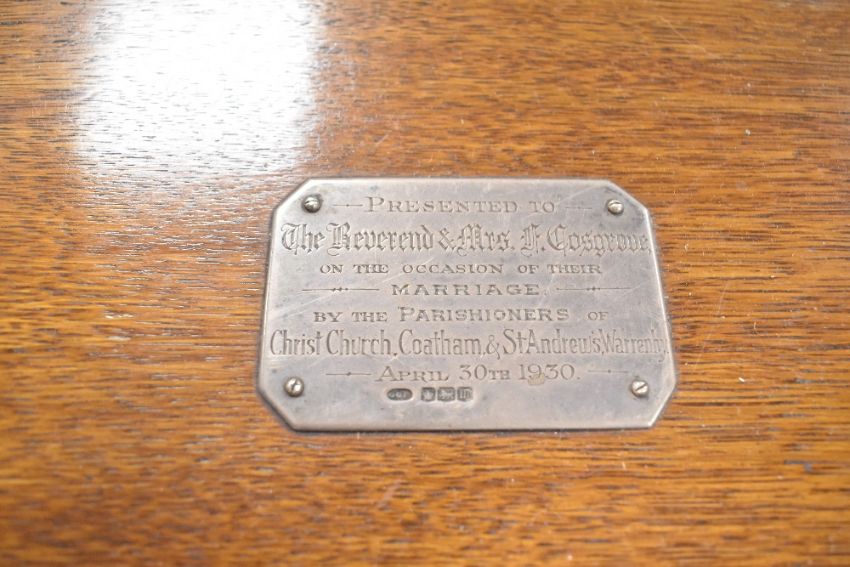 PRESENTED TO
The Reverend & Mrs. F. Cosgrove,
ON THE OCCASION OF THEIR
MARRIAGE
BY THE PARISHIONERS OF
Christ Church, Coatham, & St Andrew's, Warrenby,
APRIL 30TH 1930.